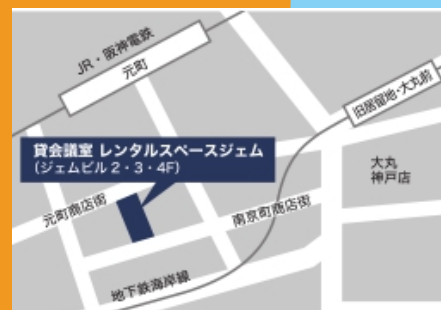 JR・阪神電鉄
元町
旧居留地・大丸前
貸会議室 レンタルスペースジェム
(ジェムビル2・3・4F)
大丸
神戸店
元町商店街
南京町商店街
地下鉄海岸線